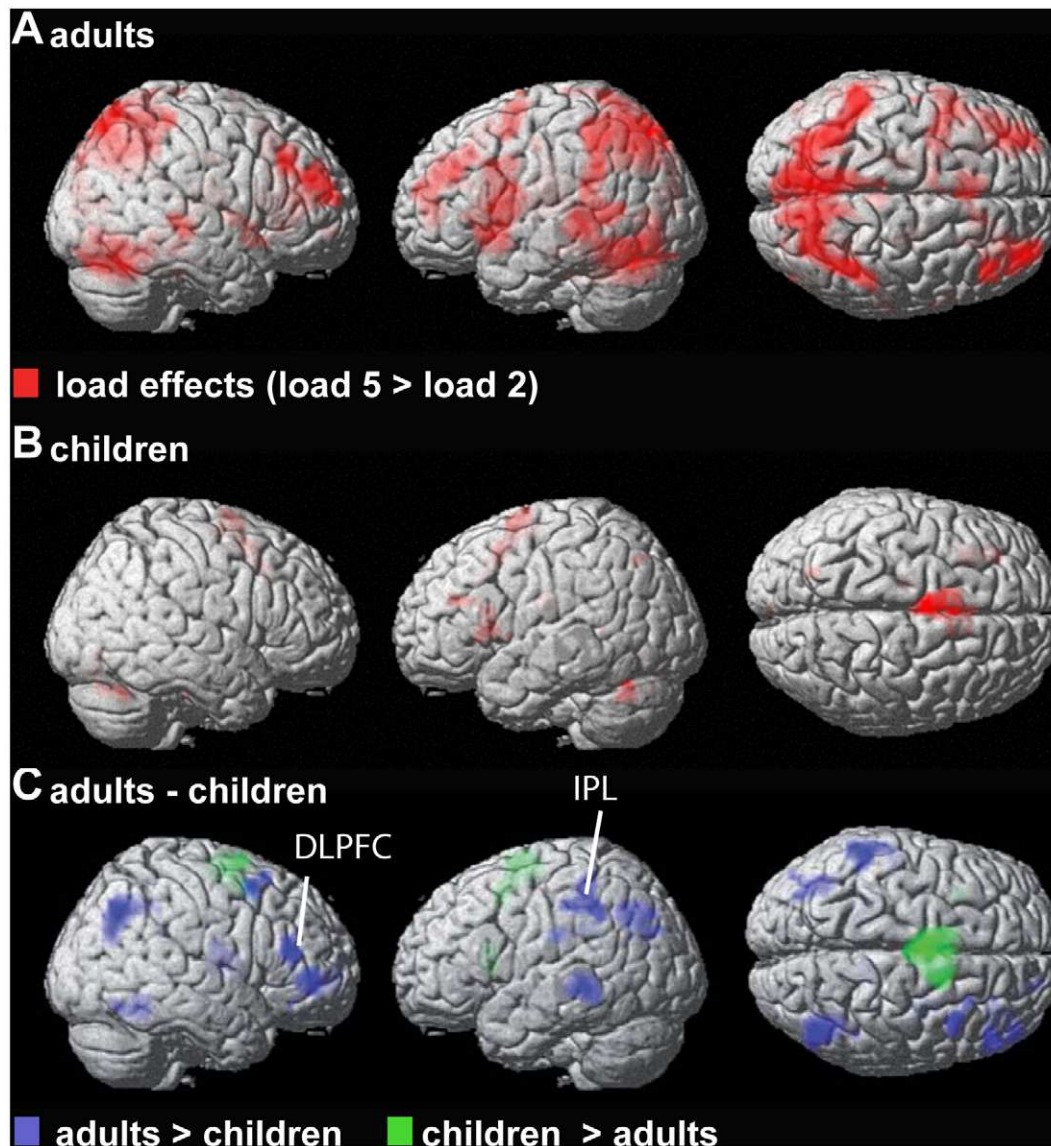 A adults
load effects (load 5 > load 2)
B children
C adults - children
IPL
DLPFC
adults > children
children > adults